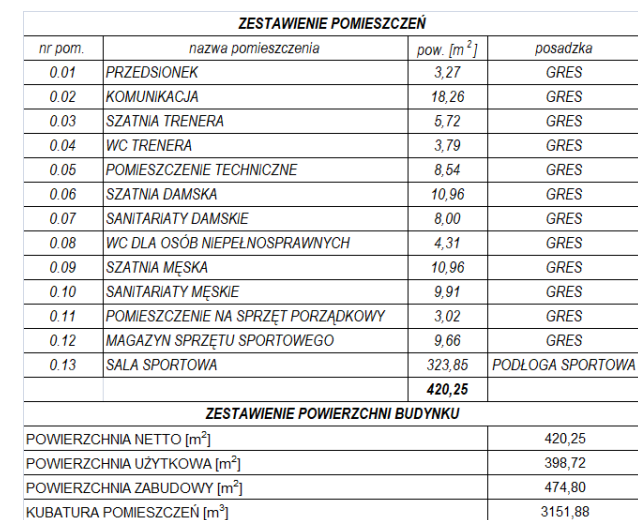 ZESTAWIENIE POMIESZCZEŃ
nr pom. nazwa pomieszczenia pow. [m²] posadzka
0.01 PRZEDSIONEK 3,27 GRES
0.02 KOMUNIKACJA 18,26 GRES
0.03 SZATNIA TRENERA 5,72 GRES
0.04 WC TRENERA 3,79 GRES
0.05 POMIESZCZENIE TECHNICZNE 8,54 GRES
0.06 SZATNIA DAMSKA 10,96 GRES
0.07 SANITARIATY DAMSKIE 8,00 GRES
0.08 WC DLA OSÓB NIEPEŁNOSPRAWNYCH 4,31 GRES
0.09 SZATNIA MĘSKA 10,96 GRES
0.10 SANITARIATY MĘSKIE 9,91 GRES
0.11 POMIESZCZENIE NA SPRZĘT PORZĄDKOWY 3,02 GRES
0.12 MAGAZYN SPRZĘTU SPORTOWEGO 9,66 GRES
0.13 SALA SPORTOWA 323,85 PODŁOGA SPORTOWA
420,25
ZESTAWIENIE POWIERZCHNI BUDYNKU
POWIERZCHNIA NETTO [m²] 420,25
POWIERZCHNIA UŻYTKOWA [m²] 398,72
POWIERZCHNIA ZABUDOWY [m²] 474,80
KUBATURA POMIESZCZEŃ [m³] 3151,88